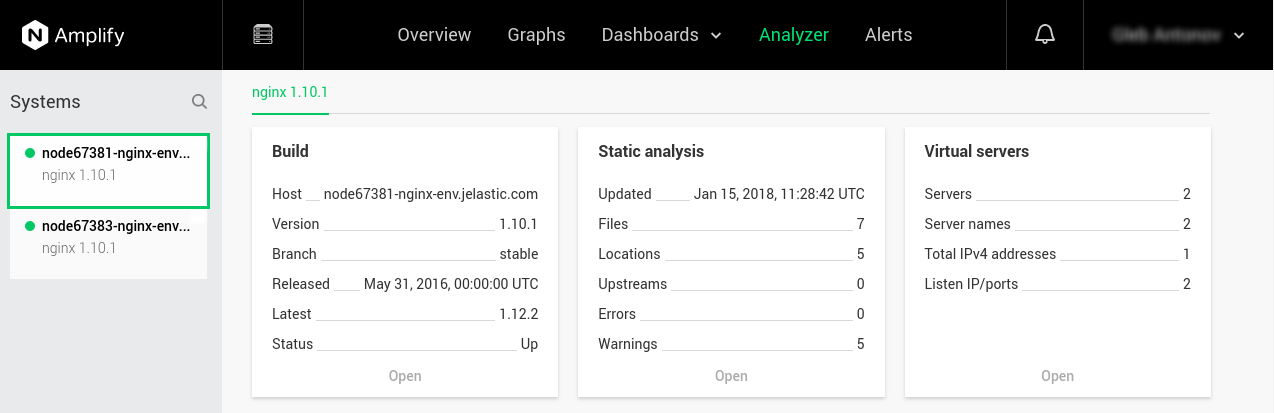 N Amplify
Overview Graphs Dashboards Analyzer Alerts
Systems
node67381-nginx-env...
nginx 1.10.1
node67383-nginx-env...
nginx 1.10.1
nginx 1.10.1
Build
Host node67381-nginx-env.jelastic.com
Version 1.10.1
Branch stable
Released May 31, 2016, 00:00:00 UTC
Latest 1.12.2
Status Up
Open
Static analysis
Updated Jan 15, 2018, 11:28:42 UTC
Files 7
Locations 5
Upstreams 0
Errors 0
Warnings 5
Open
Virtual servers
Servers 2
Server names 2
Total IPv4 addresses 1
Listen IP/ports 2
Open